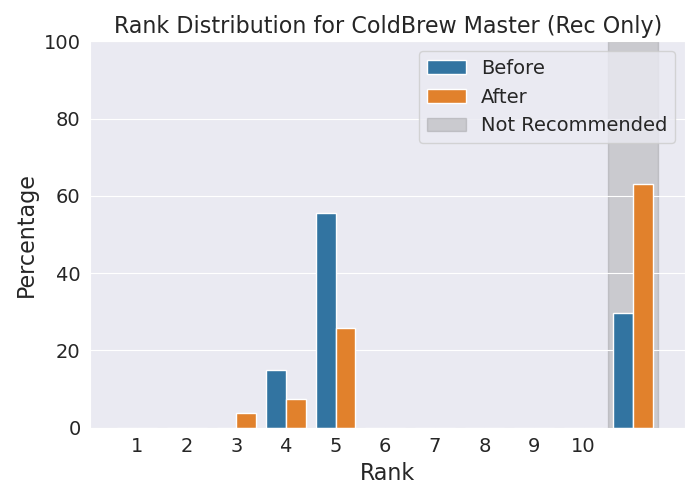 Rank Distribution for ColdBrew Master (Rec Only)
Before
After
Not Recommended
Percentage
100
80
60
40
20
0
1 2 3 4 5 6 7 8 9 10
Rank